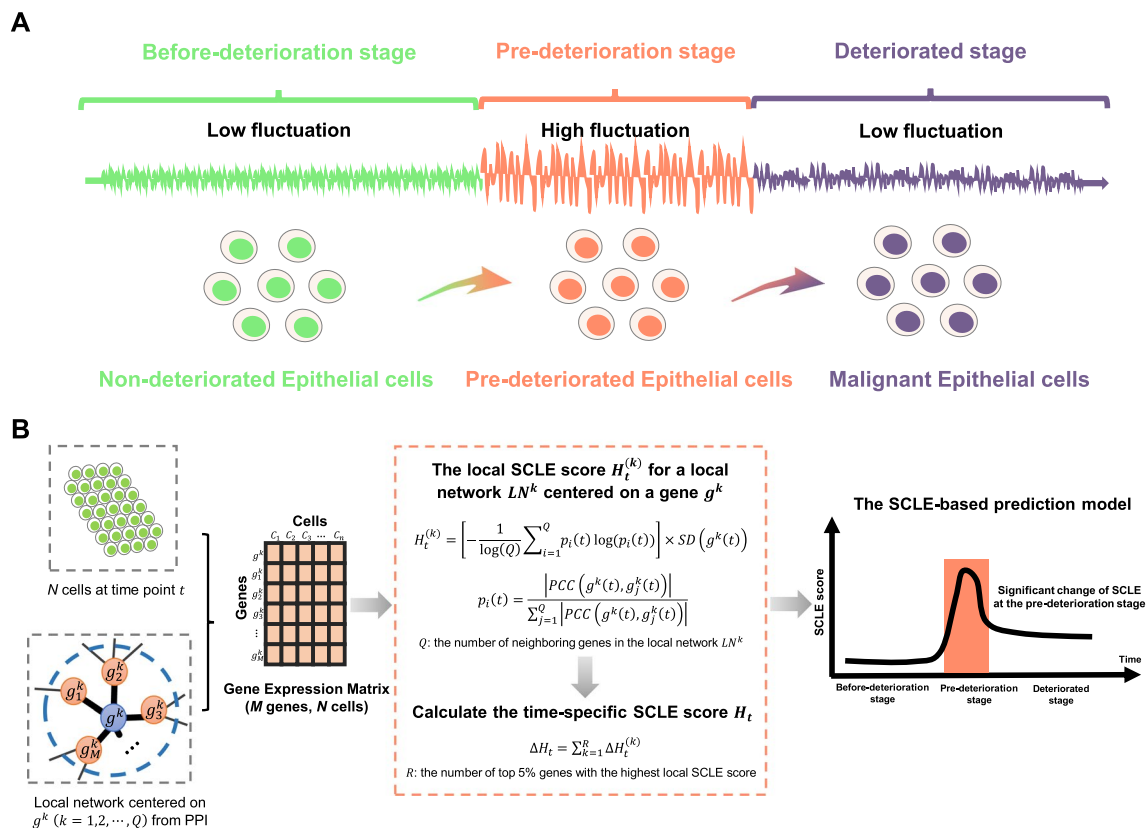 A
Before-deterioration stage
Pre-deterioration stage
Deteriorated stage
Low fluctuation
High fluctuation
Low fluctuation
Non-deteriorated Epithelial cells
Pre-deteriorated Epithelial cells
Malignant Epithelial cells
B
N cells at time point t
g_1^k
g_2^k
g_3^k
g^k
g_M^k
...
Local network centered on
g^k (k = 1,2, ⋯, Q) from PPI
Cells
C_1 C_2 C_3 ... C_n
Genes
g^k
g_1^k
g_2^k
g_3^k
⋮
g_M^k
Gene Expression Matrix
(M genes, N cells)
The local SCLE score H_t^{(k)} for a local
network LN^k centered on a gene g^k
H_t^{(k)} = [−\frac{1}{log(Q)} ∑_{i=1}^{Q} p_i(t) log(p_i(t))] × SD(g^k(t))
p_i(t) = \frac{|PCC(g^k(t), g_j^k(t))|}{∑_{j=1}^{Q} |PCC(g^k(t), g_j^k(t))|}
Q: the number of neighboring genes in the local network LN^k
Calculate the time-specific SCLE score H_t
ΔH_t = ∑_{k=1}^{R} ΔH_t^{(k)}
R: the number of top 5% genes with the highest local SCLE score
The SCLE-based prediction model
SCLE score
Significant change of SCLE
at the pre-deterioration stage
Time
Before-deterioration
stage
Pre-deterioration
stage
Deteriorated
stage